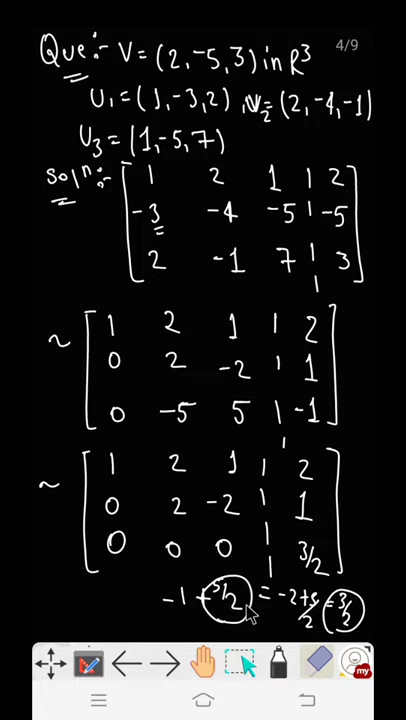 Que:- V = (2, -5, 3) in R³ 4/9
U₁ = (1, -3, 2), U₂ = (2, -4, -1)
U₃ = (1, -5, 7)
Solⁿ:- [ 1 2 1 | 2
-3 -4 -5 | -5
2 -1 7 | 3 ]
~ [ 1 2 1 | 2
0 2 -2 | 1
0 -5 5 | -1 ]
~ [ 1 2 1 | 2
0 2 -2 | 1
0 0 0 | 3/2 ]
-1 + 5/2 = -2+5/2 = 3/2
my